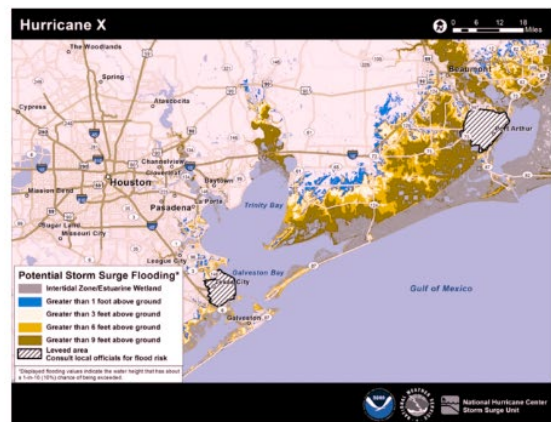 Hurricane X
0 6 12 18
Miles
The Woodlands
Spring
Cypress
Atascocita
Beaumont
Port Arthur
Channelview
Cloverleaf
Houston
Baytown
Mission Bend
Pasadena
La Porte
Trinity Bay
Sugar Land
Missouri City
League City
Galveston Bay
Texas City
Gulf of Mexico
Galveston
Potential Storm Surge Flooding*
Intertidal Zone/Estuarine Wetland
Greater than 1 foot above ground
Greater than 3 feet above ground
Greater than 6 feet above ground
Greater than 9 feet above ground
Leveed area
Consult local officials for flood risk
*Displayed flooding values indicate the water height that has about
a 1-in-10 (10%) chance of being exceeded.
NOAA
National Hurricane Center
Storm Surge Unit